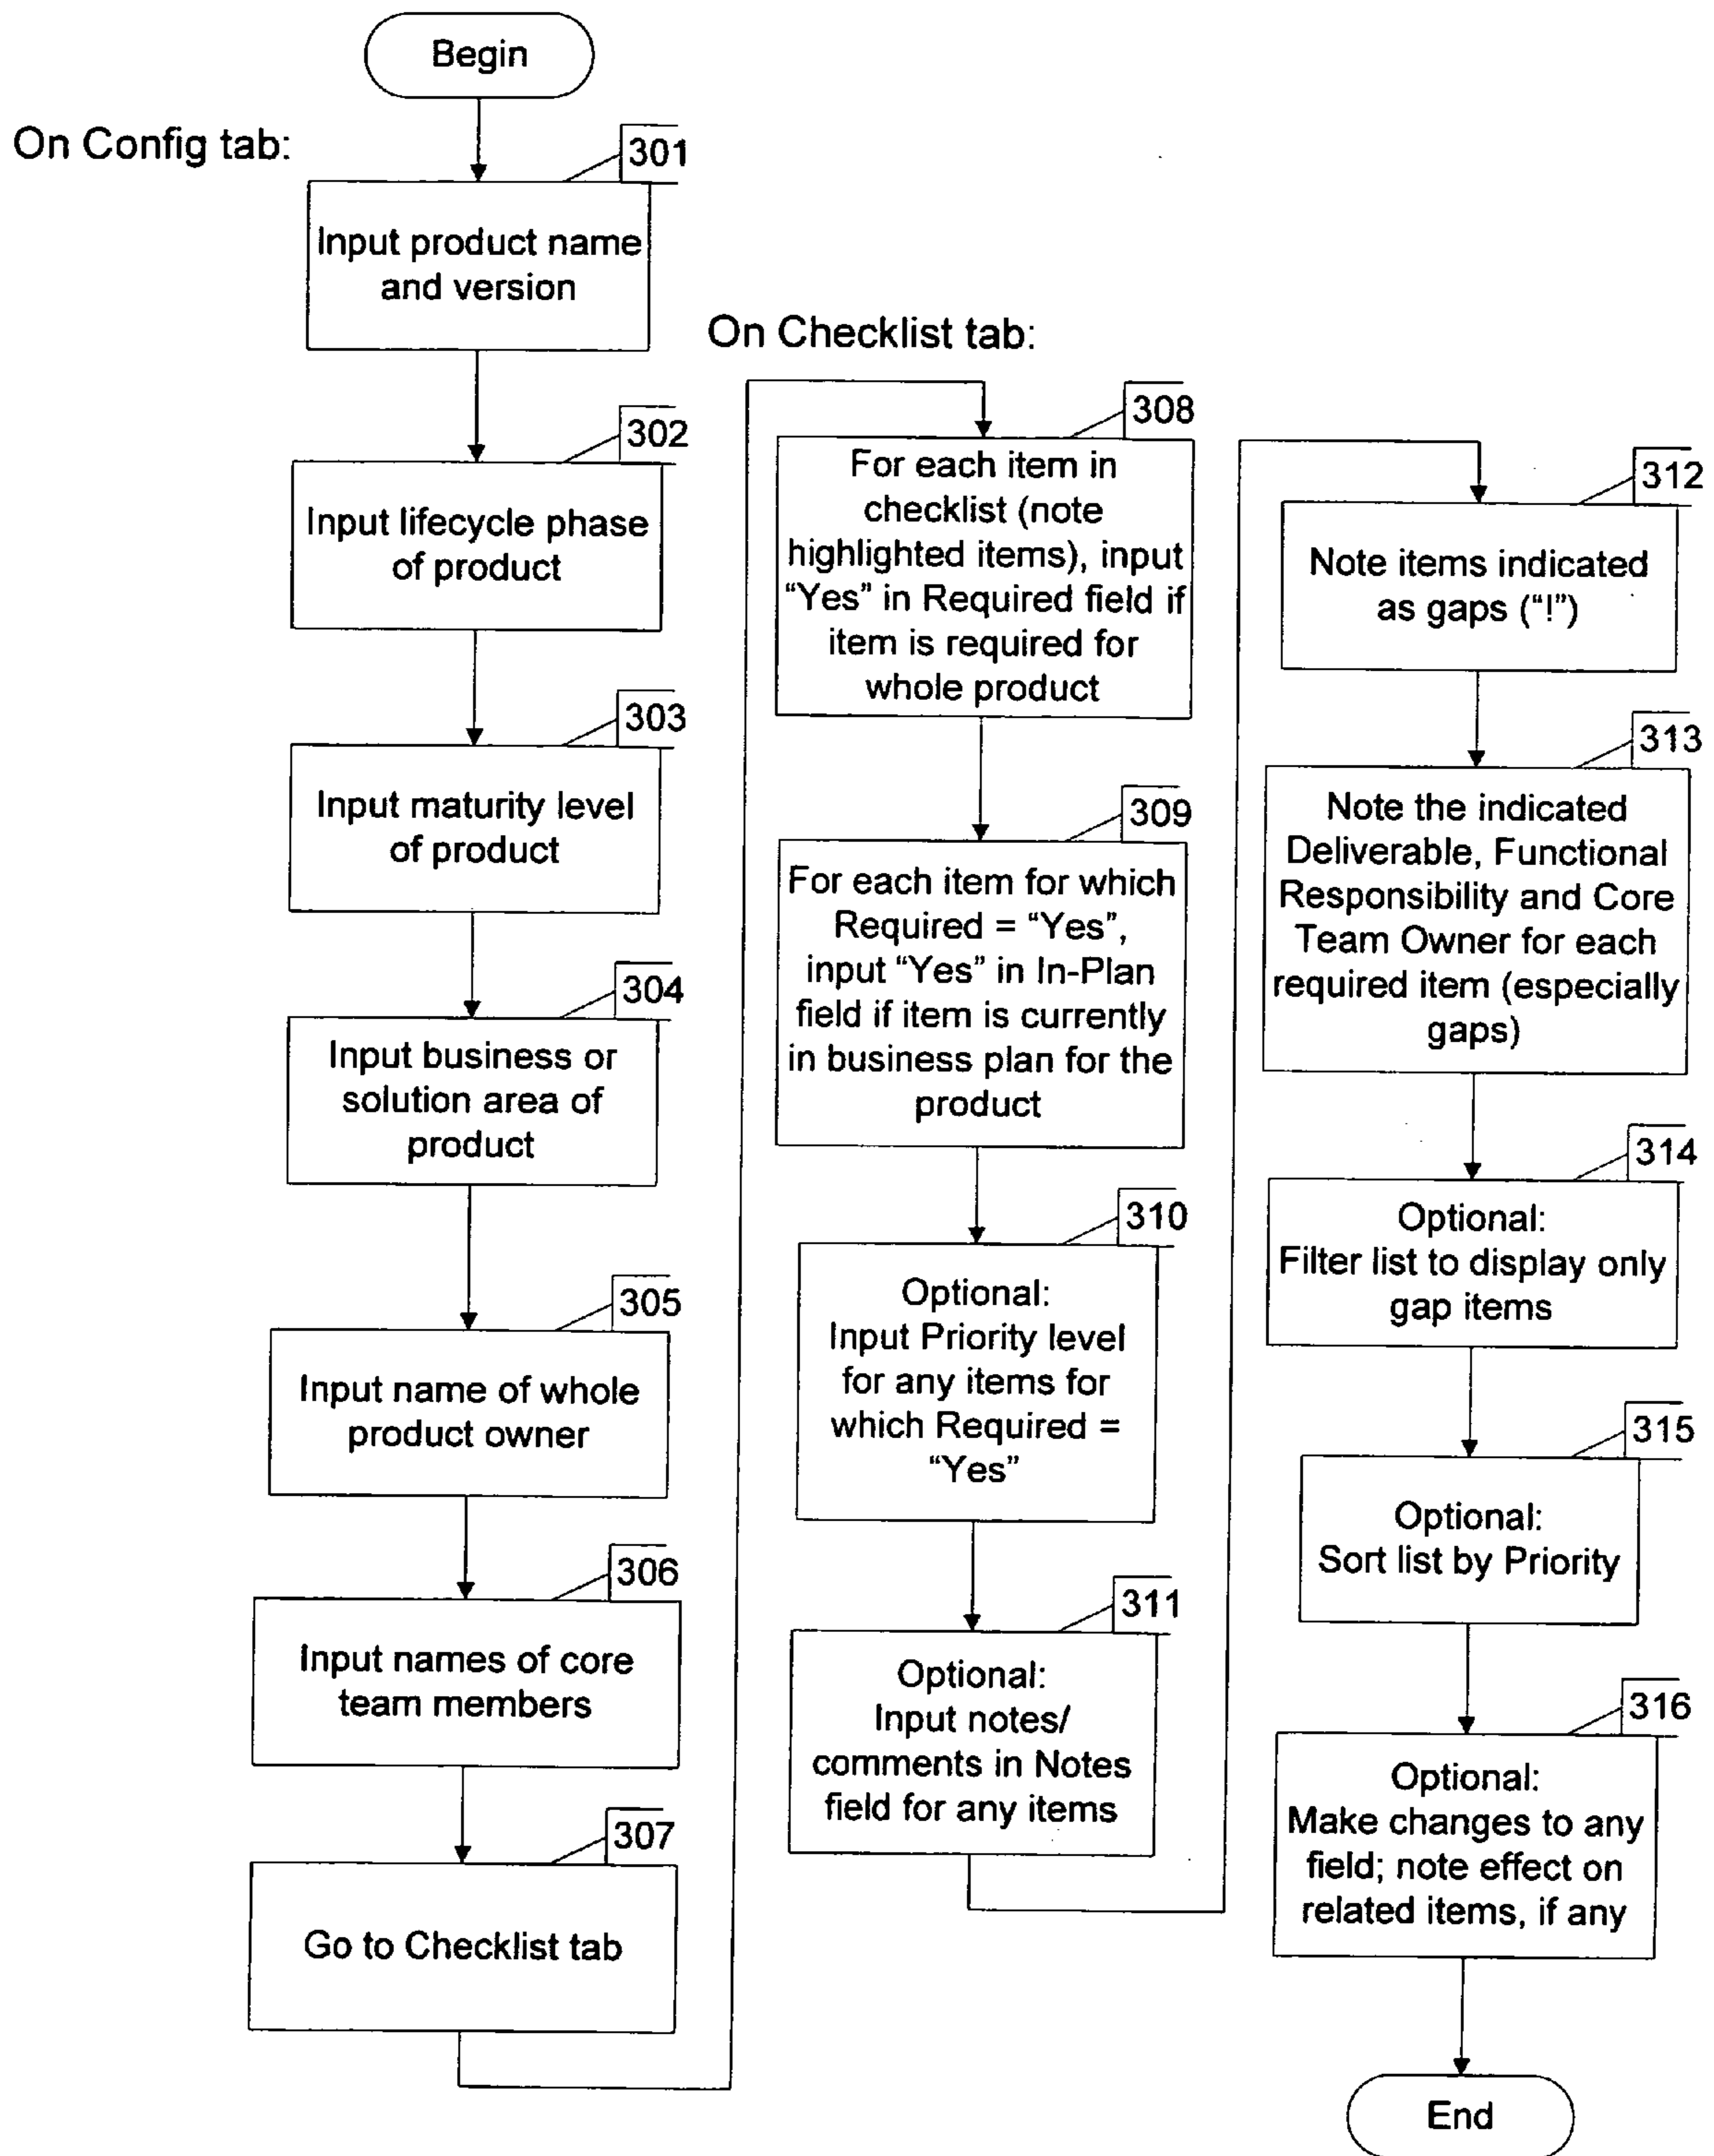 Begin
On Config tab:
301
Input product name
and version
302
Input lifecycle phase
of product
303
Input maturity level
of product
304
Input business or
solution area of
product
305
Input name of whole
product owner
306
Input names of core
team members
307
Go to Checklist tab
On Checklist tab:
308
For each item in
checklist (note
highlighted items), input
“Yes” in Required field if
item is required for
whole product
309
For each item for which
Required = “Yes”,
input “Yes” in In-Plan
field if item is currently
in business plan for the
product
310
Optional:
Input Priority level
for any items for
which Required =
“Yes”
311
Optional:
Input notes/
comments in Notes
field for any items
312
Note items indicated
as gaps (“!”)
313
Note the indicated
Deliverable, Functional
Responsibility and Core
Team Owner for each
required item (especially
gaps)
314
Optional:
Filter list to display only
gap items
315
Optional:
Sort list by Priority
316
Optional:
Make changes to any
field; note effect on
related items, if any
End